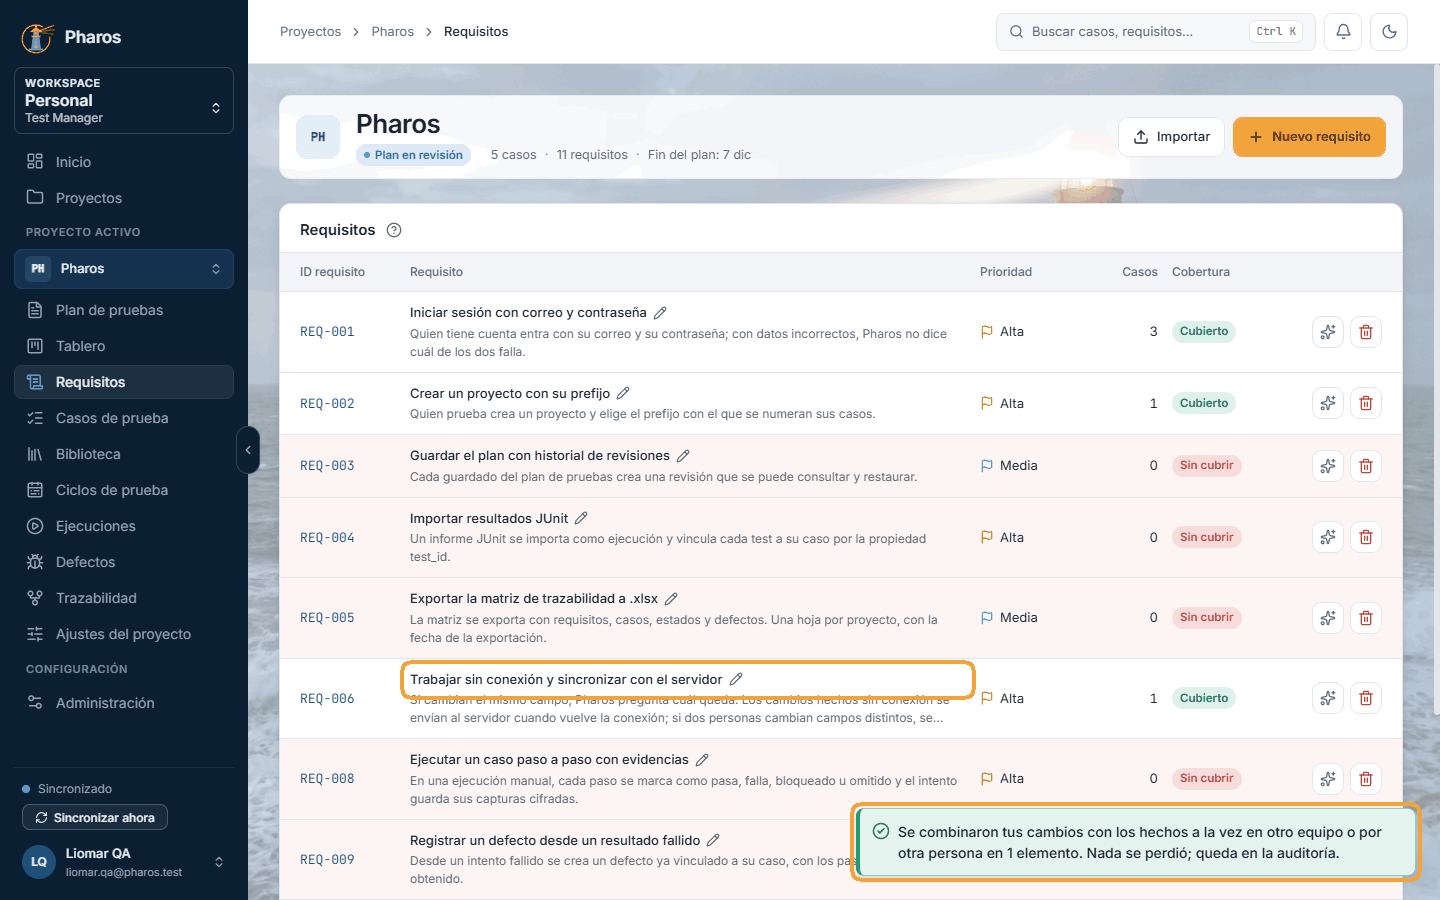 Pharos
WORKSPACE
Personal
Test Manager
Inicio
Proyectos
PROYECTO ACTIVO
PH Pharos
Plan de pruebas
Tablero
Requisitos
Casos de prueba
Biblioteca
Ciclos de prueba
Ejecuciones
Defectos
Trazabilidad
Ajustes del proyecto
CONFIGURACIÓN
Administración
Sincronizado
Sincronizar ahora
LQ Liomar QA
liomar.qa@pharos.test
Proyectos > Pharos > Requisitos
Buscar casos, requisitos... Ctrl K
PH Pharos
Plan en revisión 5 casos · 11 requisitos · Fin del plan: 7 dic
Importar
+ Nuevo requisito
Requisitos
ID requisito Requisito Prioridad Casos Cobertura
Iniciar sesión con correo y contraseña
REQ-001 Alta 3 Cubierto
Quien tiene cuenta entra con su correo y su contraseña; con datos incorrectos, Pharos no dice
cuál de los dos falla.
Crear un proyecto con su prefijo
REQ-002 Alta 1 Cubierto
Quien prueba crea un proyecto y elige el prefijo con el que se numeran sus casos.
Guardar el plan con historial de revisiones
REQ-003 Media 0 Sin cubrir
Cada guardado del plan de pruebas crea una revisión que se puede consultar y restaurar.
Importar resultados JUnit
REQ-004 Alta 0 Sin cubrir
Un informe JUnit se importa como ejecución y vincula cada test a su caso por la propiedad
test_id.
Exportar la matriz de trazabilidad a .xlsx
REQ-005 Media 0 Sin cubrir
La matriz se exporta con requisitos, casos, estados y defectos. Una hoja por proyecto, con la
fecha de la exportación.
Trabajar sin conexión y sincronizar con el servidor
REQ-006 Alta 1 Cubierto
Si cambian el mismo campo, Pharos pregunta cuál queda. Los cambios hechos sin conexión se
envían al servidor cuando vuelve la conexión; si dos personas cambian campos distintos, se...
Ejecutar un caso paso a paso con evidencias
REQ-008 Alta 0 Sin cubrir
En una ejecución manual, cada paso se marca como pasa, falla, bloqueado u omitido y el intento
guarda sus capturas cifradas.
Registrar un defecto desde un resultado fallido
REQ-009
Desde un intento fallido se crea un defecto ya vinculado a su caso, con los
obtenido.
Se combinaron tus cambios con los hechos a la vez en otro equipo o por
otra persona en 1 elemento. Nada se perdió; queda en la auditoría.